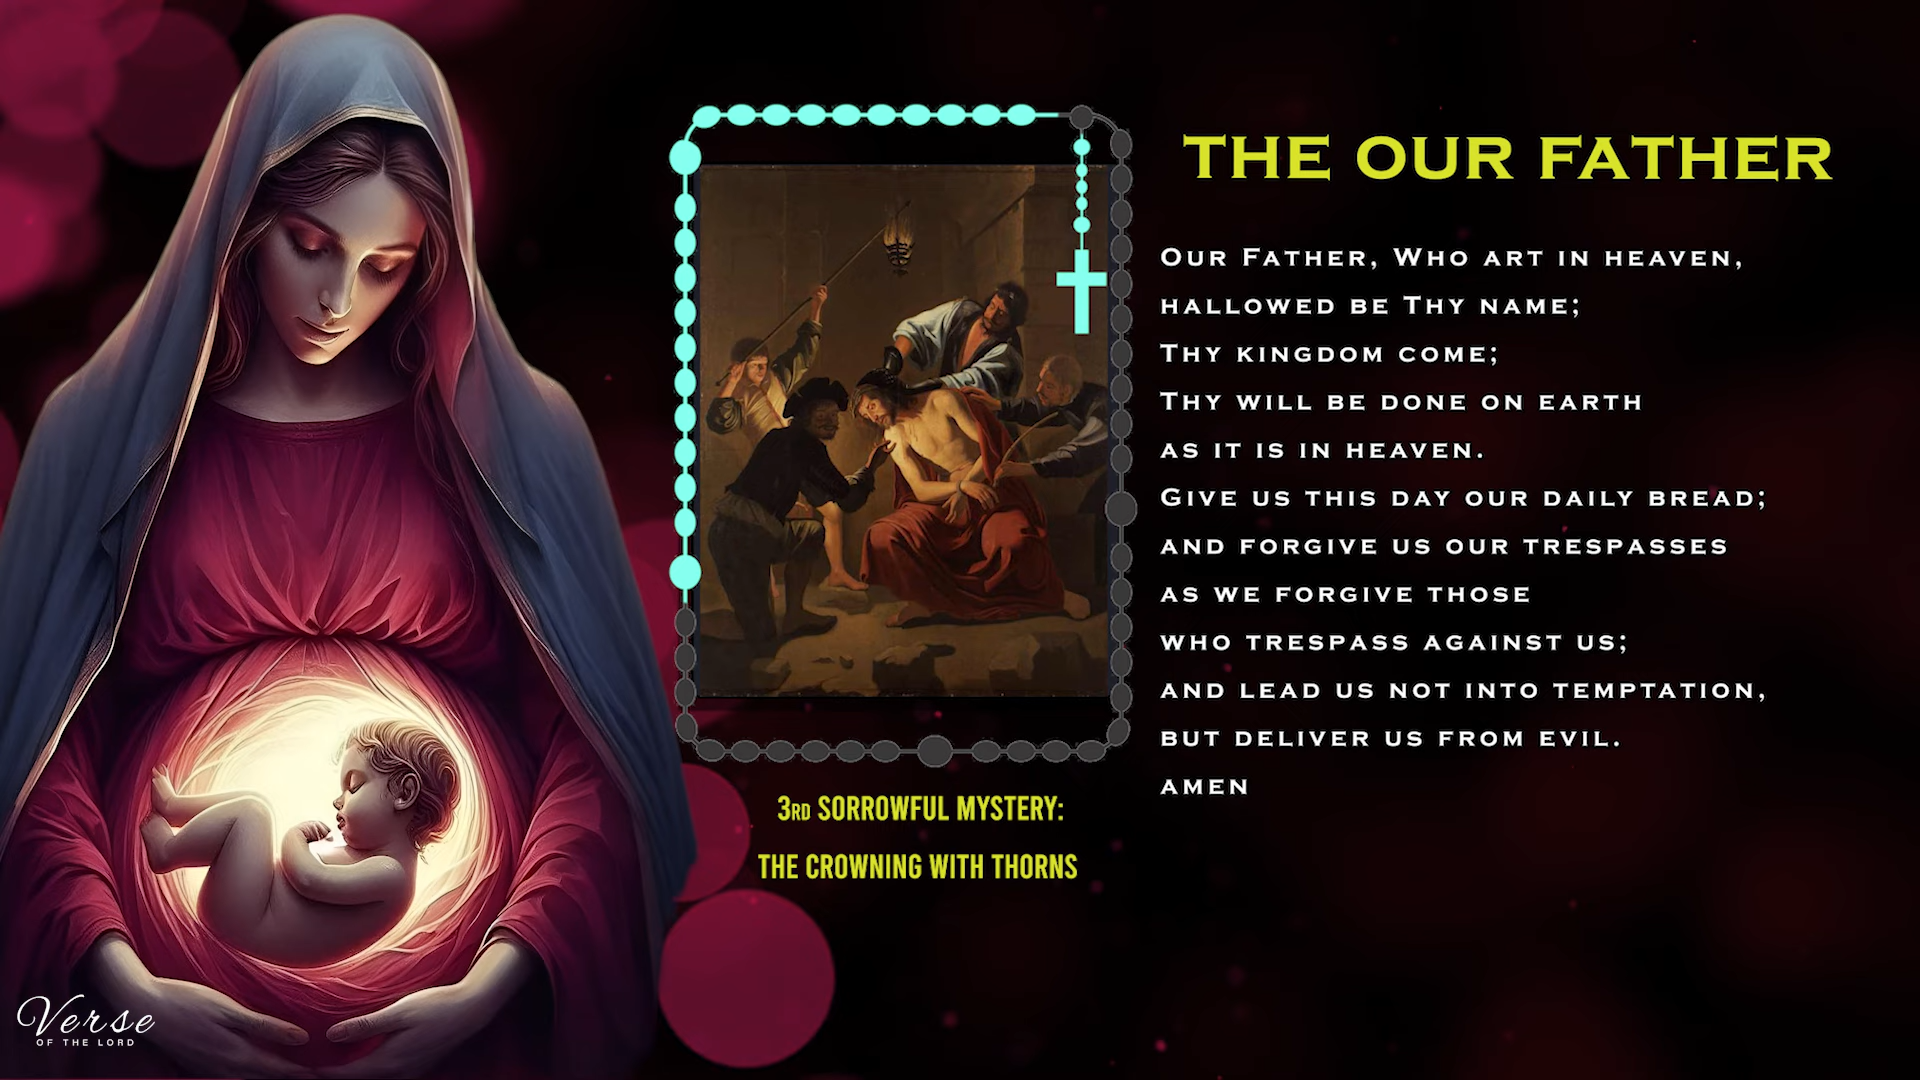 THE OUR FATHER
OUR FATHER, WHO ART IN HEAVEN,
HALLOWED BE THY NAME;
THY KINGDOM COME;
THY WILL BE DONE ON EARTH
AS IT IS IN HEAVEN.
GIVE US THIS DAY OUR DAILY BREAD;
AND FORGIVE US OUR TRESPASSES
AS WE FORGIVE THOSE
WHO TRESPASS AGAINST US;
AND LEAD US NOT INTO TEMPTATION,
BUT DELIVER US FROM EVIL.
AMEN
3RD SORROWFUL MYSTERY:
THE CROWNING WITH THORNS
Verse
OF THE LORD